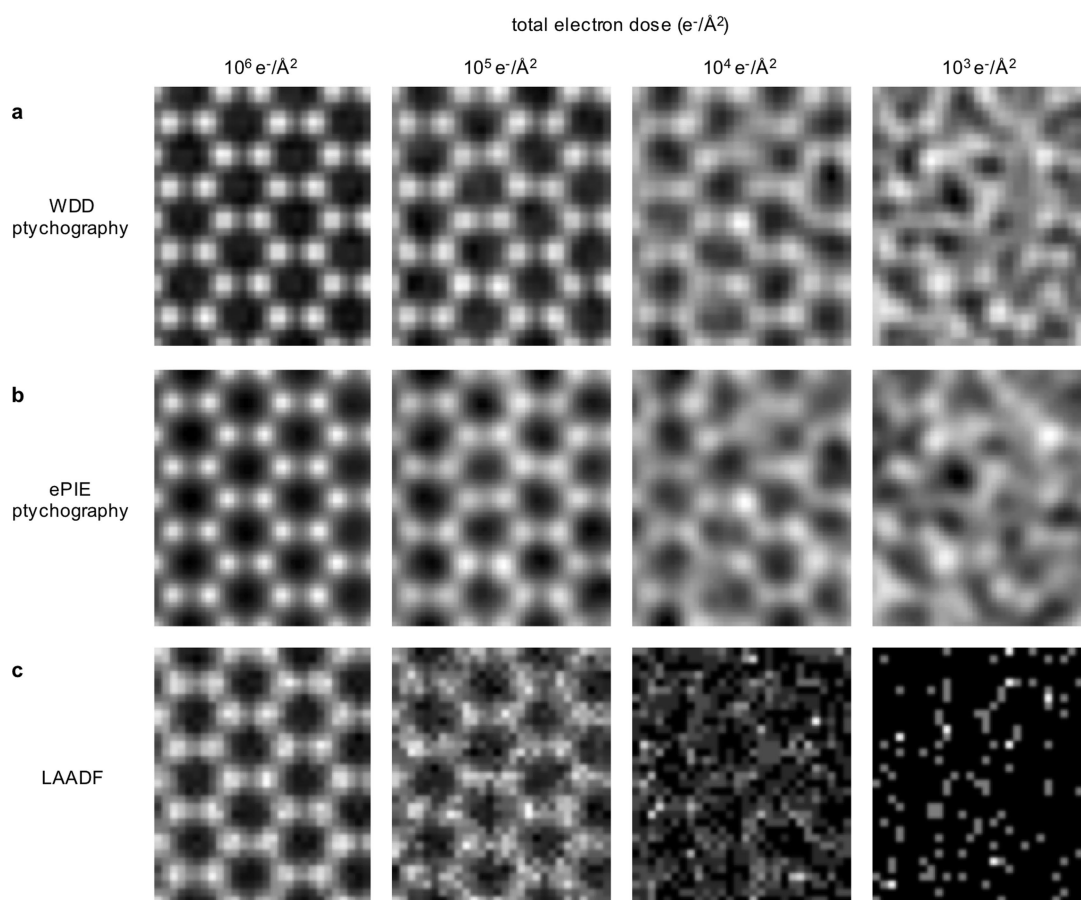 total electron dose (e⁻/Å²)
10⁶ e⁻/Å²
10⁵ e⁻/Å²
10⁴ e⁻/Å²
10³ e⁻/Å²
a
WDD
ptychography
b
ePIE
ptychography
c
LAADF